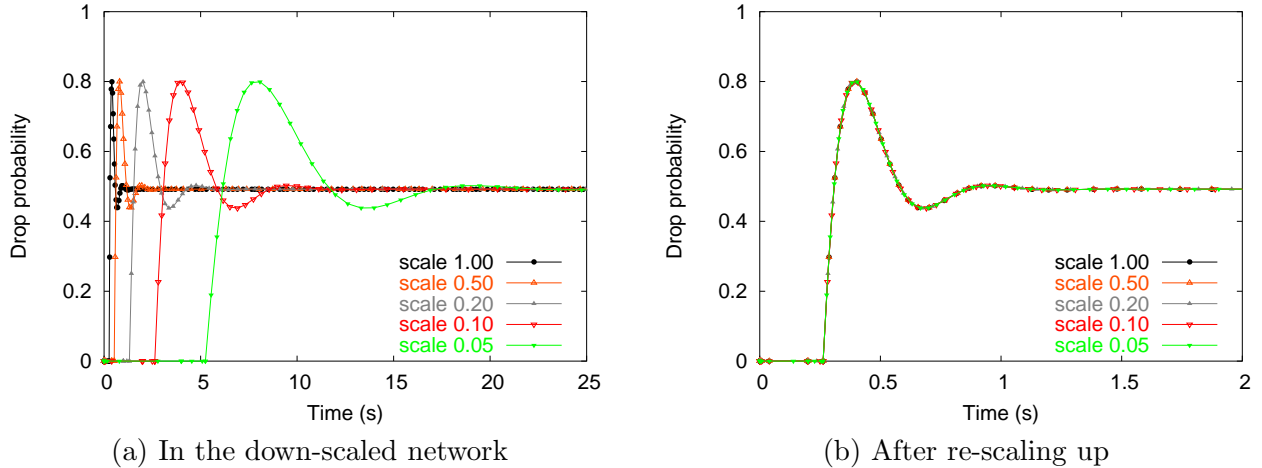 1
0.8
0.6
0.4
0.2
0
Drop probability
scale 1.00
scale 0.50
scale 0.20
scale 0.10
scale 0.05
0 5 10 15 20 25
Time (s)
(a) In the down-scaled network
1
0.8
0.6
0.4
0.2
0
Drop probability
scale 1.00
scale 0.50
scale 0.20
scale 0.10
scale 0.05
0 0.5 1 1.5 2
Time (s)
(b) After re-scaling up